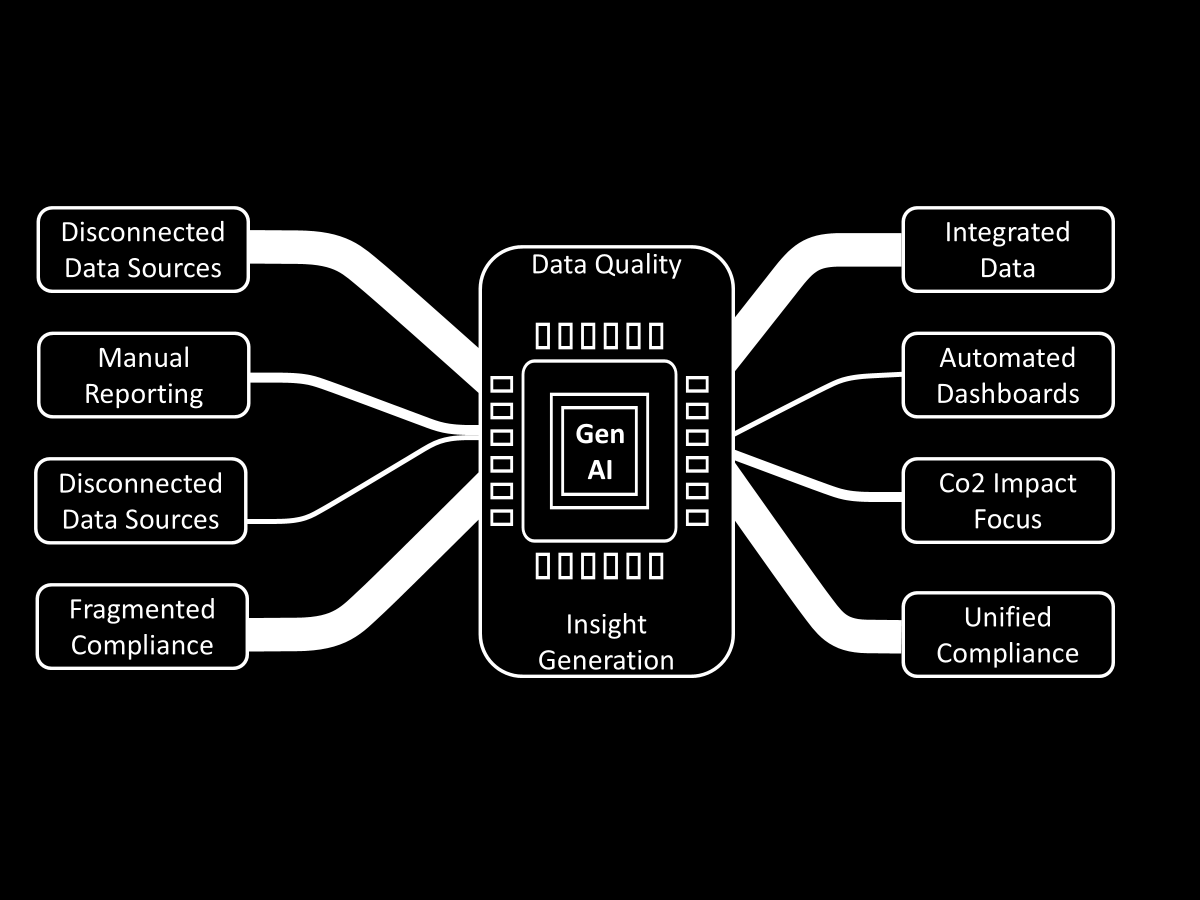 Disconnected
Data Sources
Manual
Reporting
Disconnected
Data Sources
Fragmented
Compliance
Data Quality
Gen
AI
Insight
Generation
Integrated
Data
Automated
Dashboards
Co2 Impact
Focus
Unified
Compliance